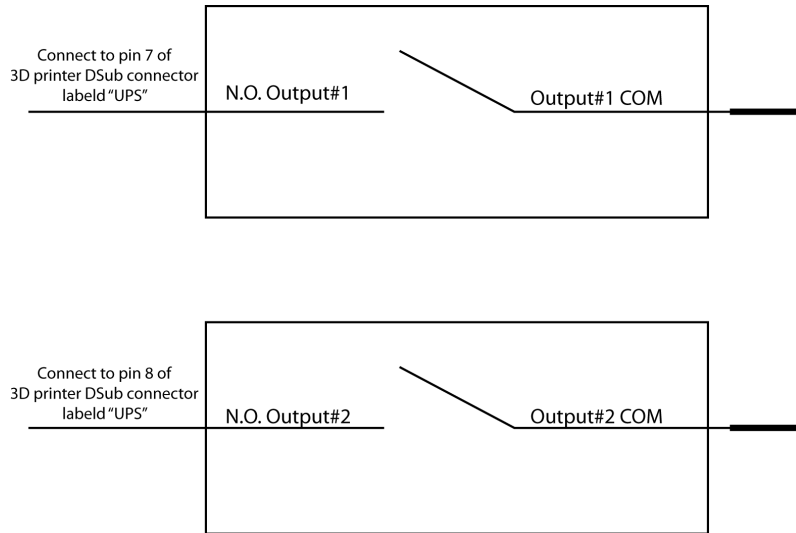 Connect to pin 7 of
3D printer DSub connector
labeld "UPS"
N.O. Output#1
Output#1 COM
Connect to pin 8 of
3D printer DSub connector
labeld "UPS"
N.O. Output#2
Output#2 COM